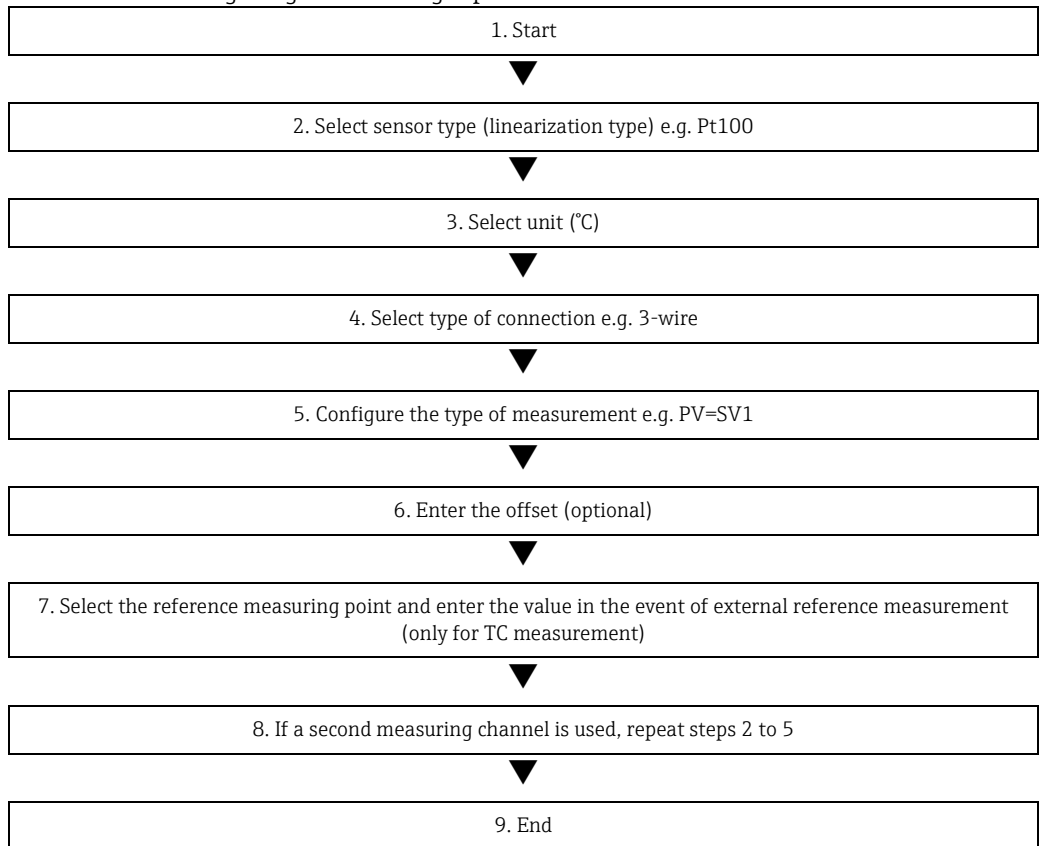 1. Start
2. Select sensor type (linearization type) e.g. Pt100
3. Select unit (°C)
4. Select type of connection e.g. 3-wire
5. Configure the type of measurement e.g. PV=SV1
6. Enter the offset (optional)
7. Select the reference measuring point and enter the value in the event of external reference measurement
(only for TC measurement)
8. If a second measuring channel is used, repeat steps 2 to 5
9. End